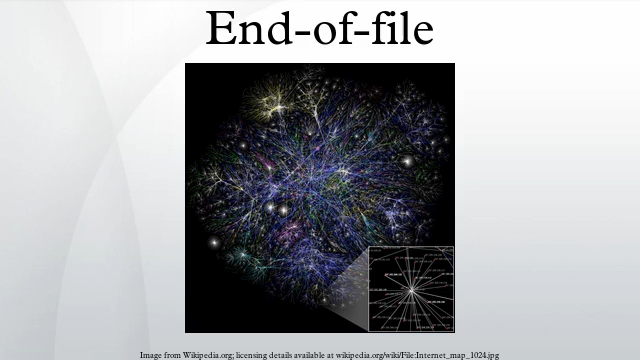 End-of-file
Image from Wikipedia.org; licensing details available at wikipedia.org/wiki/File:Internet_map_1024.jpg